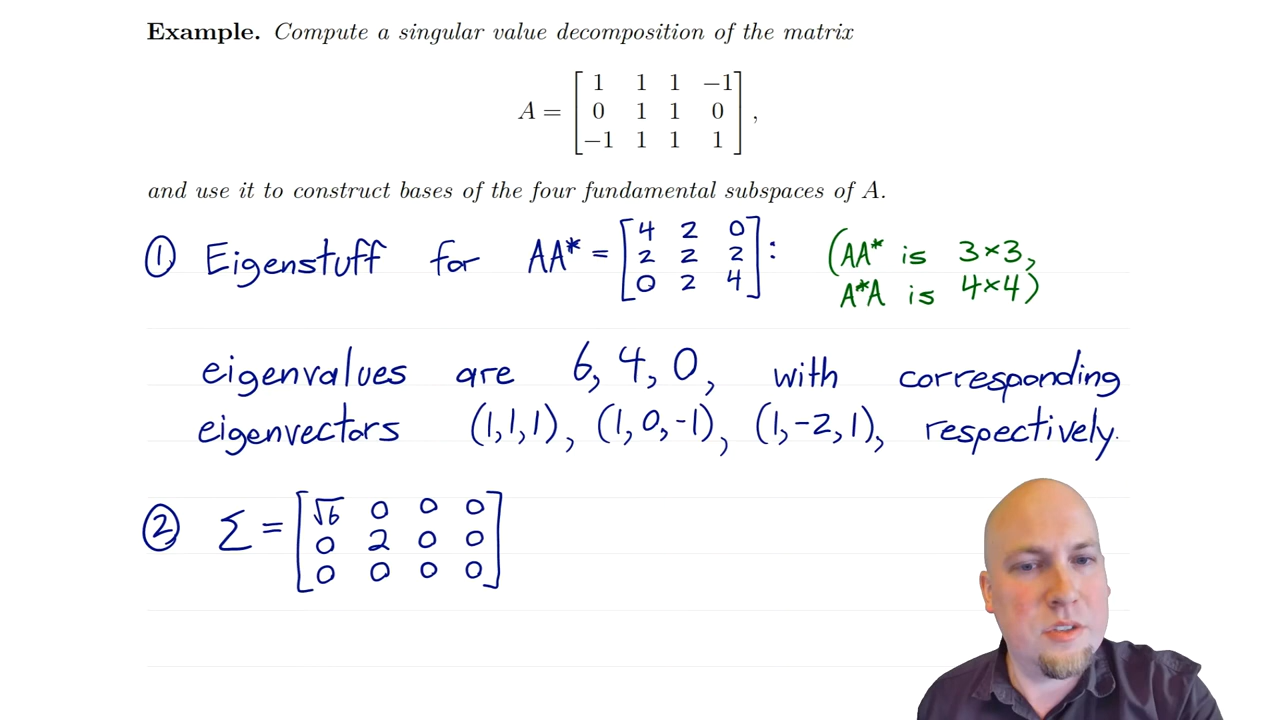 Example. Compute a singular value decomposition of the matrix
A = [1 1 1 −1
0 1 1 0
−1 1 1 1],
and use it to construct bases of the four fundamental subspaces of A.
① Eigenstuff for AA* = [4 2 0
2 2 2
0 2 4]:
(AA* is 3×3,
A*A is 4×4)
eigenvalues are 6, 4, 0, with corresponding
eigenvectors (1,1,1), (1,0,-1), (1,-2,1), respectively.
② Σ = [√6 0 0 0
0 2 0 0
0 0 0 0]